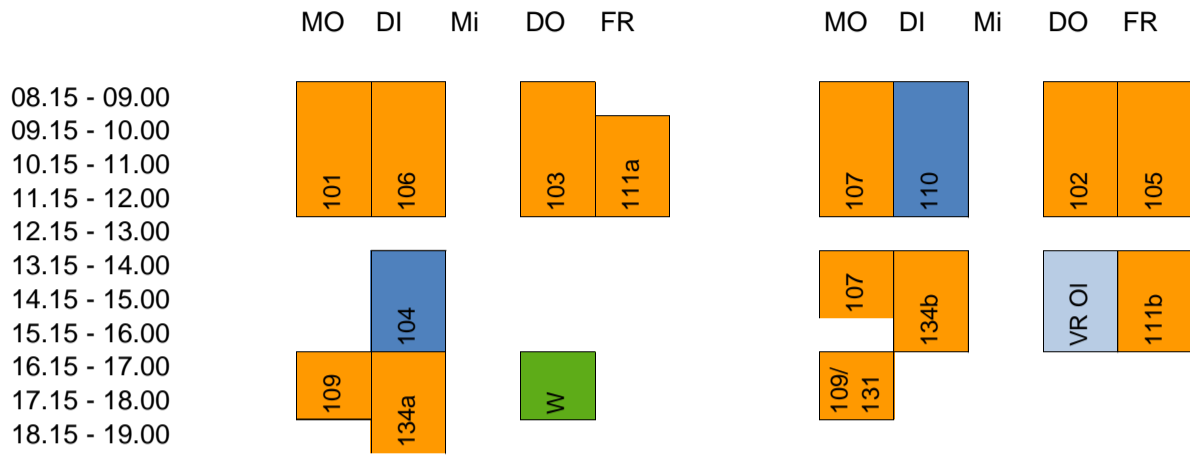 MO DI Mi DO FR MO DI Mi DO FR
08.15 - 09.00
09.15 - 10.00
10.15 - 11.00
11.15 - 12.00
101 106 103 111a 107 110 102 105
12.15 - 13.00
13.15 - 14.00
14.15 - 15.00
15.15 - 16.00
104 107 134b VR OI 111b
16.15 - 17.00
17.15 - 18.00
18.15 - 19.00
109 134a W 109/
131